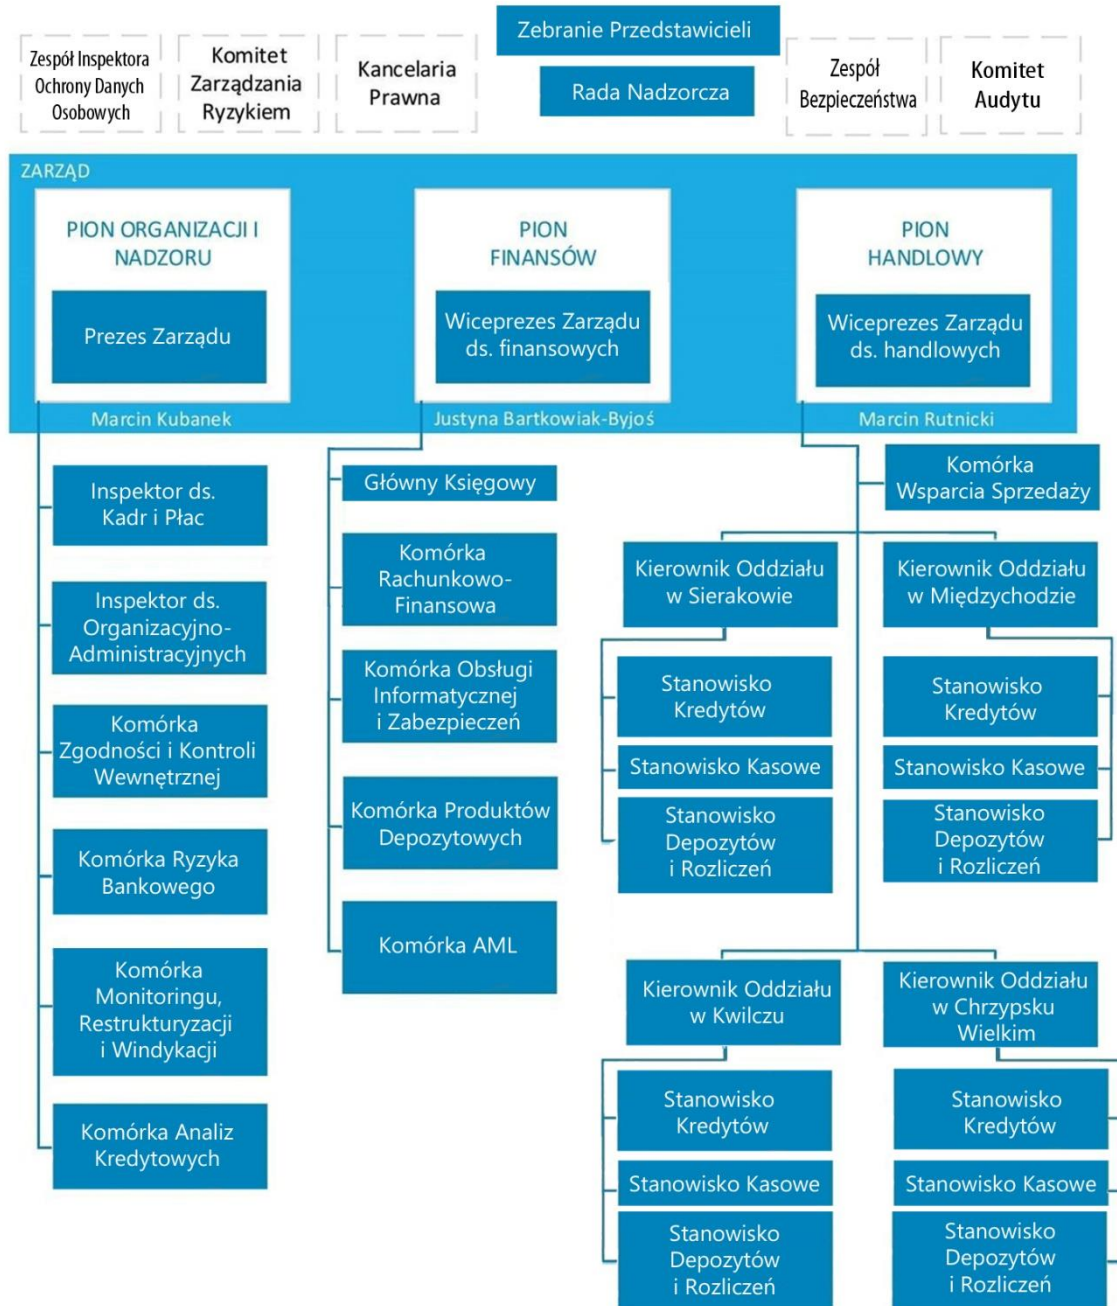 Zebranie Przedstawicieli
Rada Nadzorcza
Zespół Inspektora
Ochrony Danych
Osobowych
Komitet
Zarządzania
Ryzykiem
Kancelaria
Prawna
Zespół
Bezpieczeństwa
Komitet
Audytu
ZARZĄD
PION ORGANIZACJI I
NADZORU
Prezes Zarządu
Marcin Kubanek
PION
FINANSÓW
Wiceprezes Zarządu
ds. finansowych
Justyna Bartkowiak-Byjoś
PION
HANDLOWY
Wiceprezes Zarządu
ds. handlowych
Marcin Rutnicki
Inspektor ds.
Kadr i Płac
Inspektor ds.
Organizacyjno-
Administracyjnych
Komórka
Zgodności i Kontroli
Wewnętrznej
Komórka Ryzyka
Bankowego
Komórka
Monitoringu,
Restrukturyzacji
i Windykacji
Komórka Analiz
Kredytowych
Główny Księgowy
Komórka
Rachunkowo-
Finansowa
Komórka Obsługi
Informatycznej
i Zabezpieczeń
Komórka Produktów
Depozytowych
Komórka AML
Komórka
Wsparcia Sprzedaży
Kierownik Oddziału
w Sierakowie
Stanowisko
Kredytów
Stanowisko Kasowe
Stanowisko
Depozytów
i Rozliczeń
Kierownik Oddziału
w Międzychodzie
Stanowisko
Kredytów
Stanowisko Kasowe
Stanowisko
Depozytów
i Rozliczeń
Kierownik Oddziału
w Kwilczu
Stanowisko
Kredytów
Stanowisko Kasowe
Stanowisko
Depozytów
i Rozliczeń
Kierownik Oddziału
w Chrzypsku
Wielkim
Stanowisko
Kredytów
Stanowisko Kasowe
Stanowisko
Depozytów
i Rozliczeń